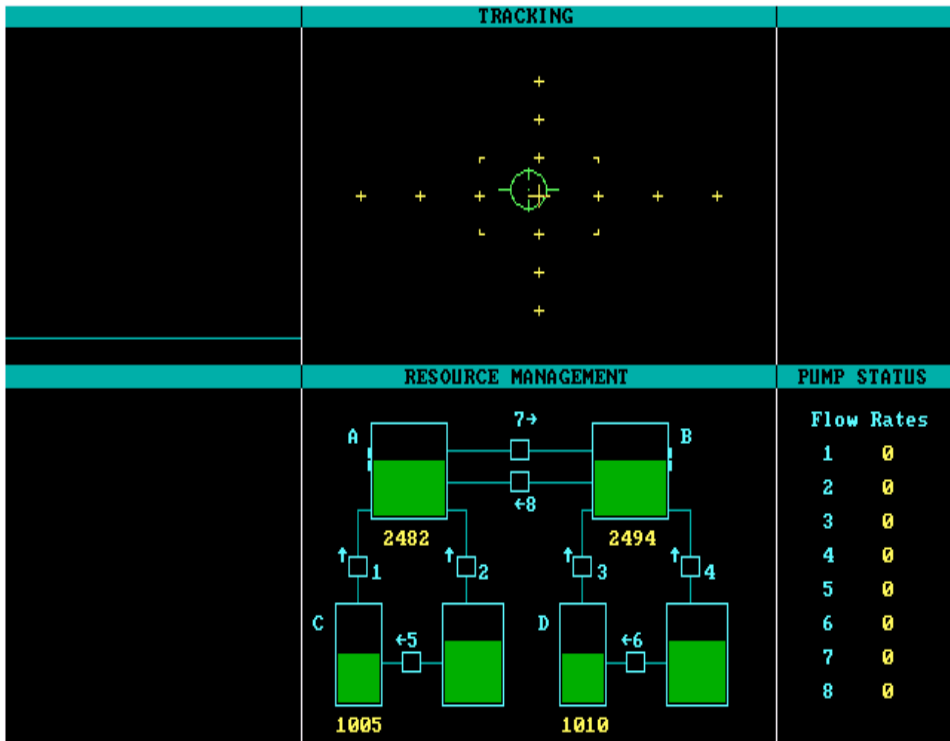 TRACKING
RESOURCE MANAGEMENT
PUMP STATUS
7→
Flow Rates
A
B
1 0
2 0
←8
3 0
2482
2494
4 0
↑1
↑2
↑3
↑4
5 0
C
D
6 0
←5
←6
7 0
8 0
1005
1010